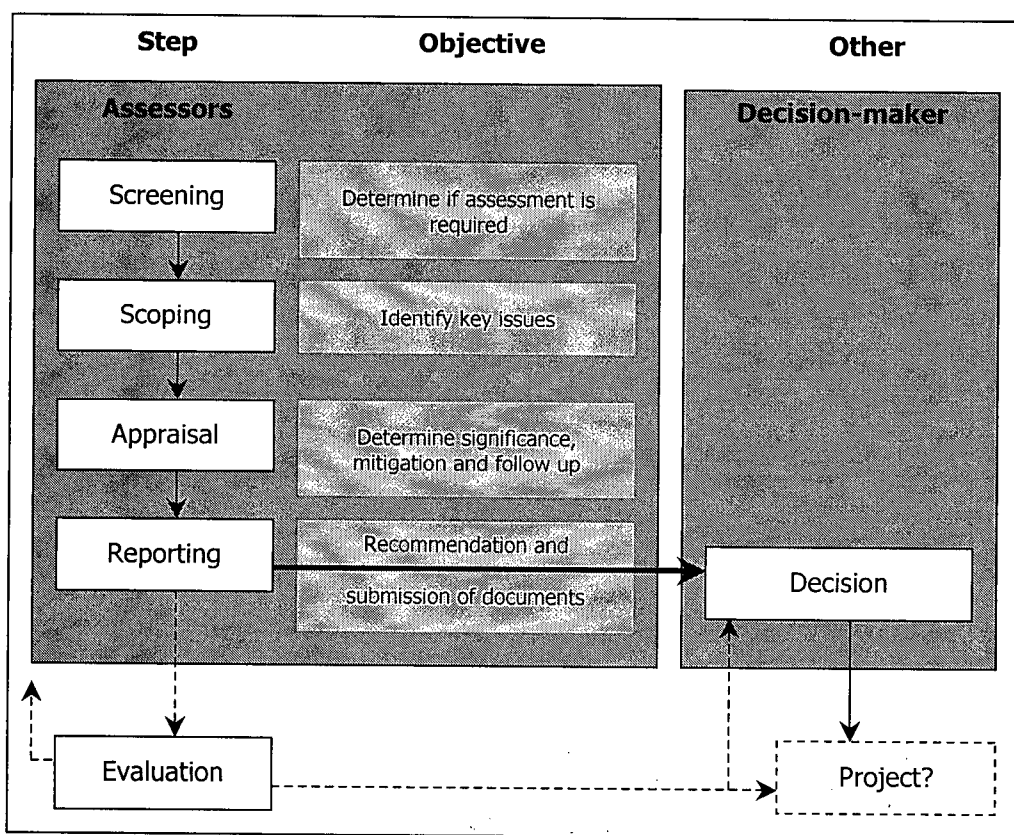 Step
Objective
Other
Assessors
Decision-maker
Screening
Determine if assessment is
required
Scoping
Identify key issues
Appraisal
Determine significance,
mitigation and follow up
Reporting
Recommendation and
submission of documents
Decision
Evaluation
Project?